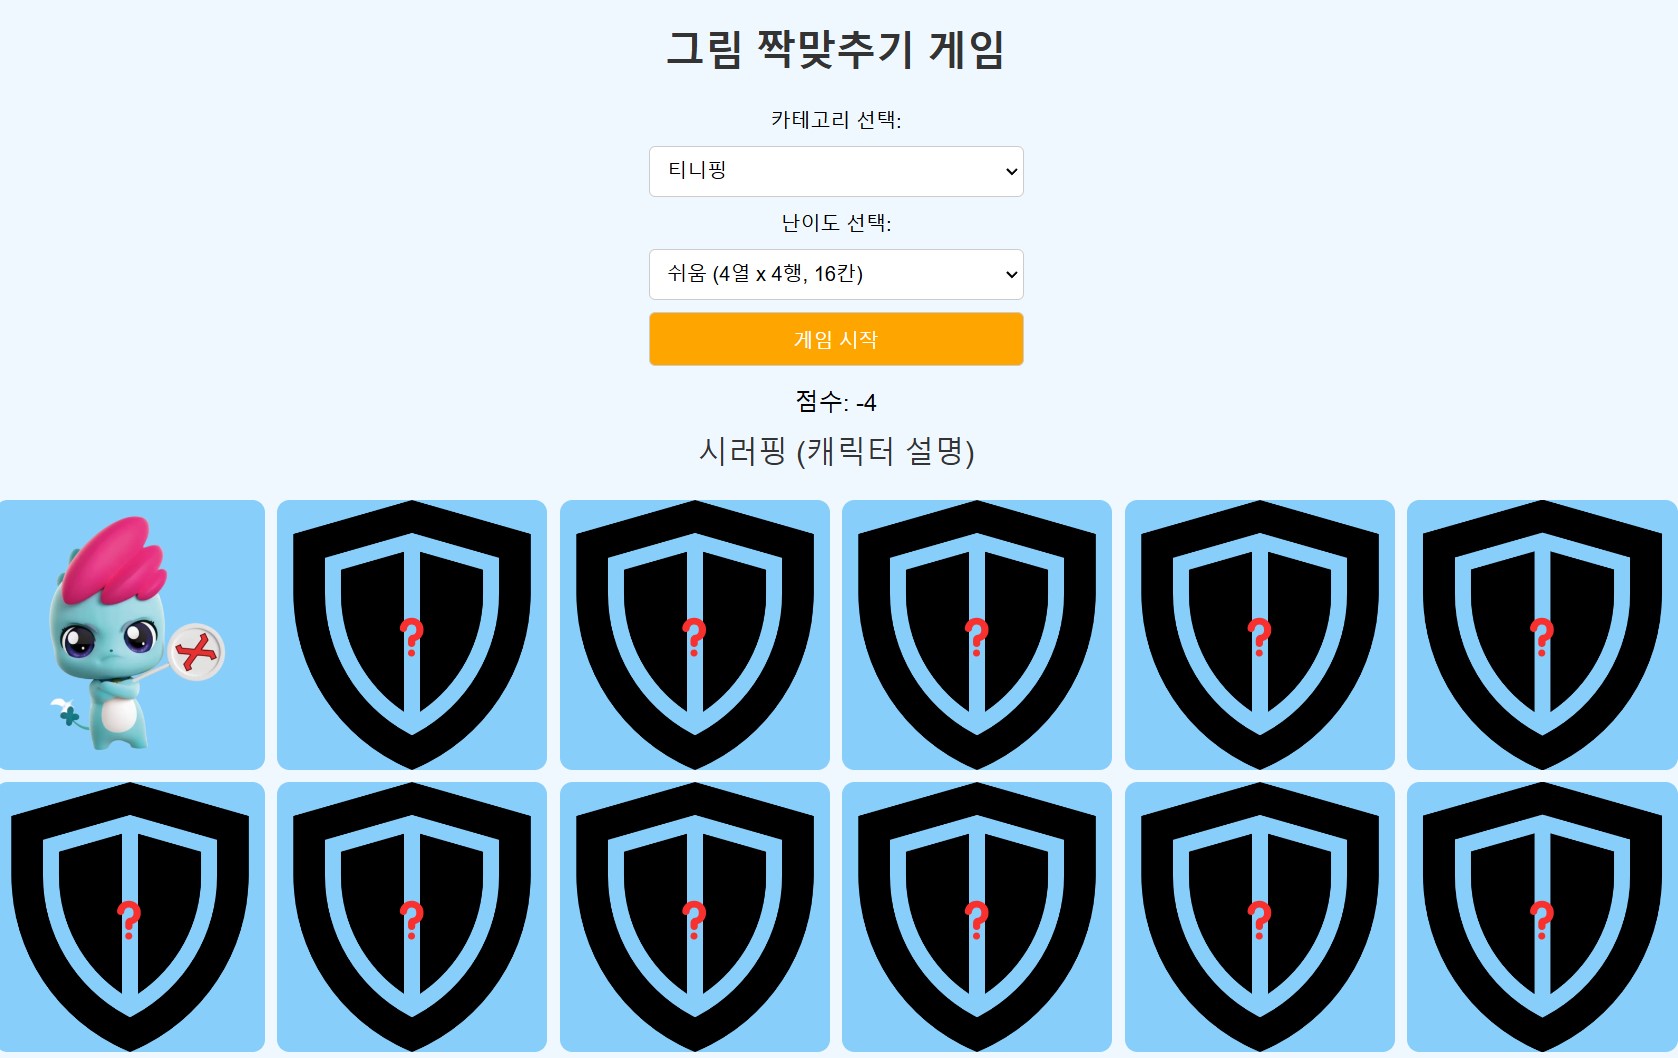 그림 짝맞추기 게임
카테고리 선택:
티니핑
난이도 선택:
쉬움 (4열 x 4행, 16칸)
게임 시작
점수: -4
시러핑 (캐릭터 설명)
? ? ? ? ?
? ? ? ? ? ?